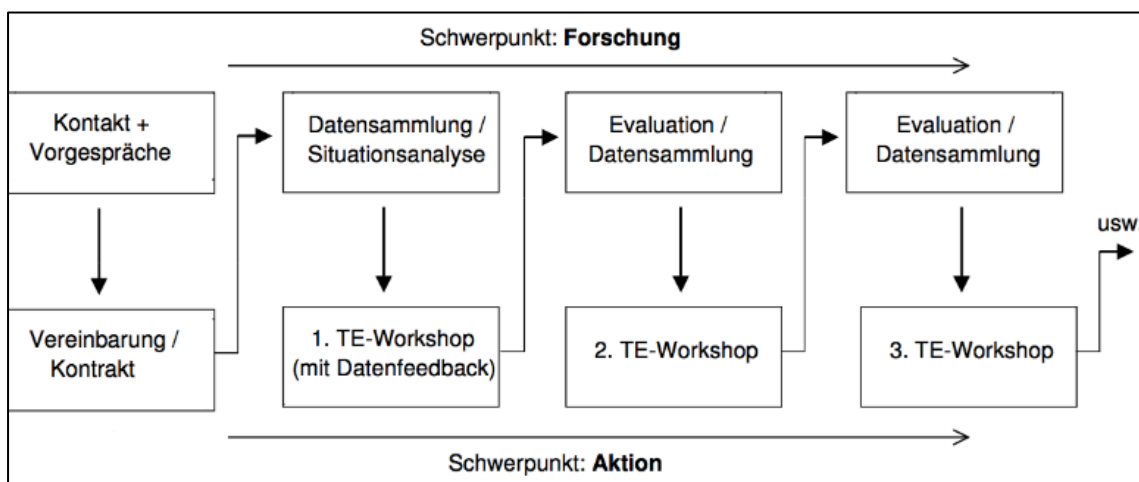 Schwerpunkt: Forschung
Kontakt +
Vorgespräche
Datensammlung /
Situationsanalyse
Evaluation /
Datensammlung
Evaluation /
Datensammlung
usw.
Vereinbarung /
Kontrakt
1. TE-Workshop
(mit Datenfeedback)
2. TE-Workshop
3. TE-Workshop
Schwerpunkt: Aktion